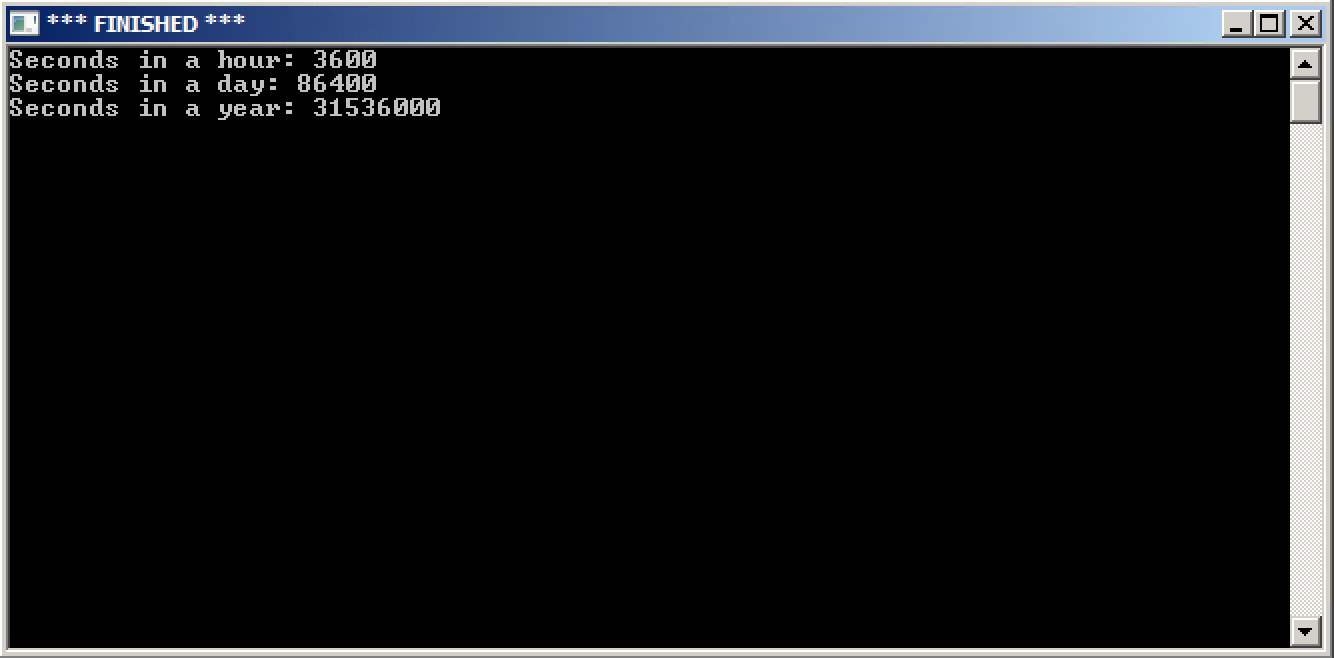 *** FINISHED ***
Seconds in a hour: 3600
Seconds in a day: 86400
Seconds in a year: 31536000